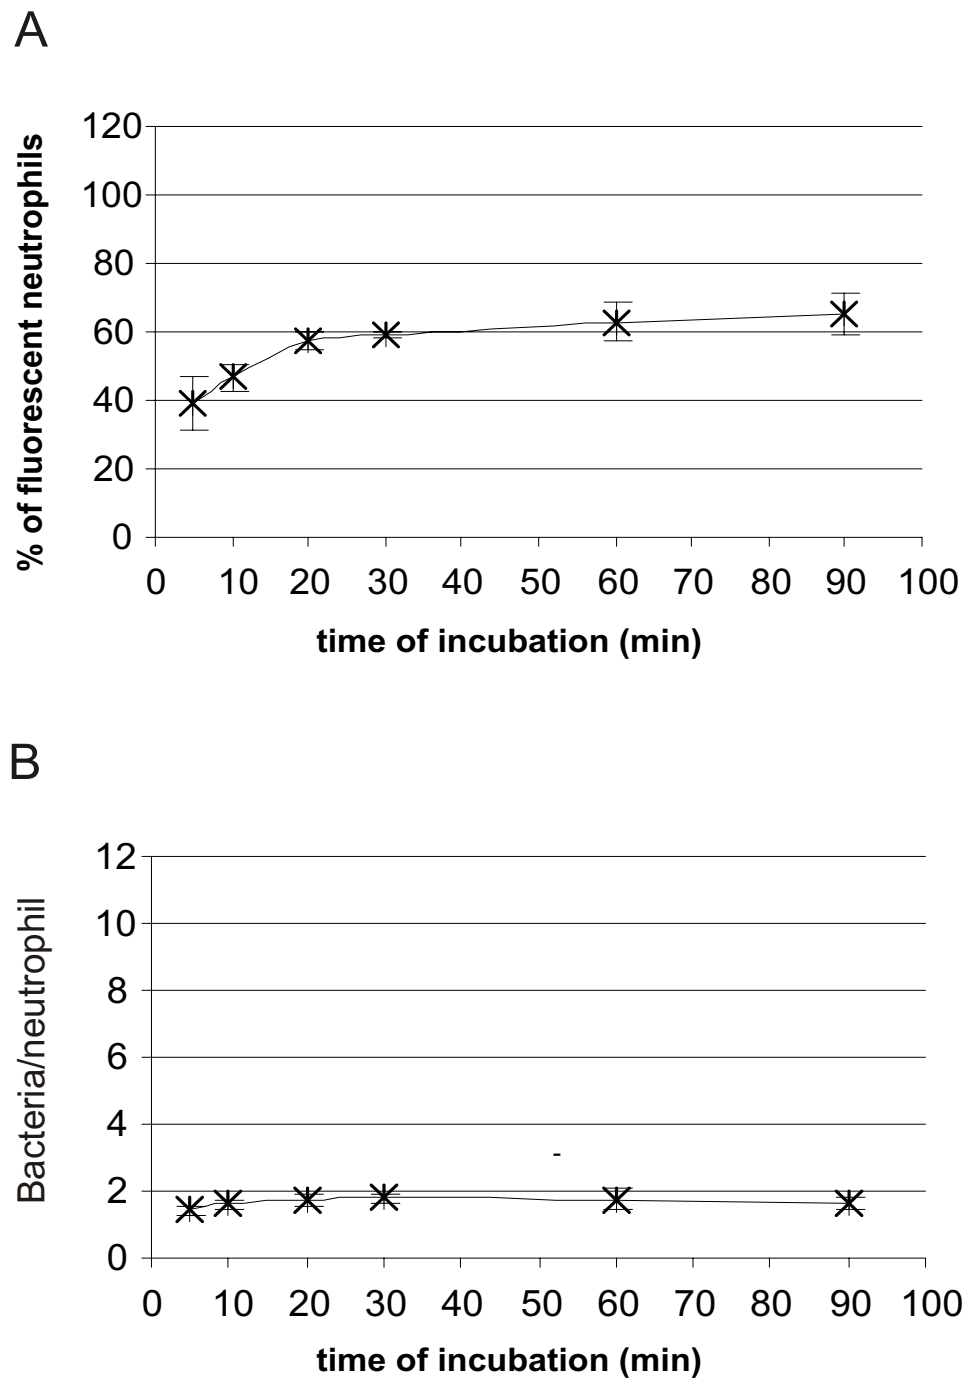 A
% of fluorescent neutrophils
120
100
80
60
40
20
0
0 10 20 30 40 50 60 70 80 90 100
time of incubation (min)
B
Bacteria/neutrophil
12
10
8
6
4
2
0
0 10 20 30 40 50 60 70 80 90 100
time of incubation (min)